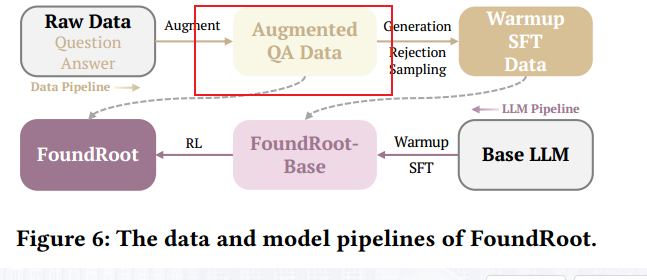 Raw Data
Question
Answer
Augment
Augmented
QA Data
Generation
Rejection
Sampling
Warmup
SFT
Data
Data Pipeline
LLM Pipeline
FoundRoot
RL
FoundRoot-
Base
Warmup
SFT
Base LLM
Figure 6: The data and model pipelines of FoundRoot.